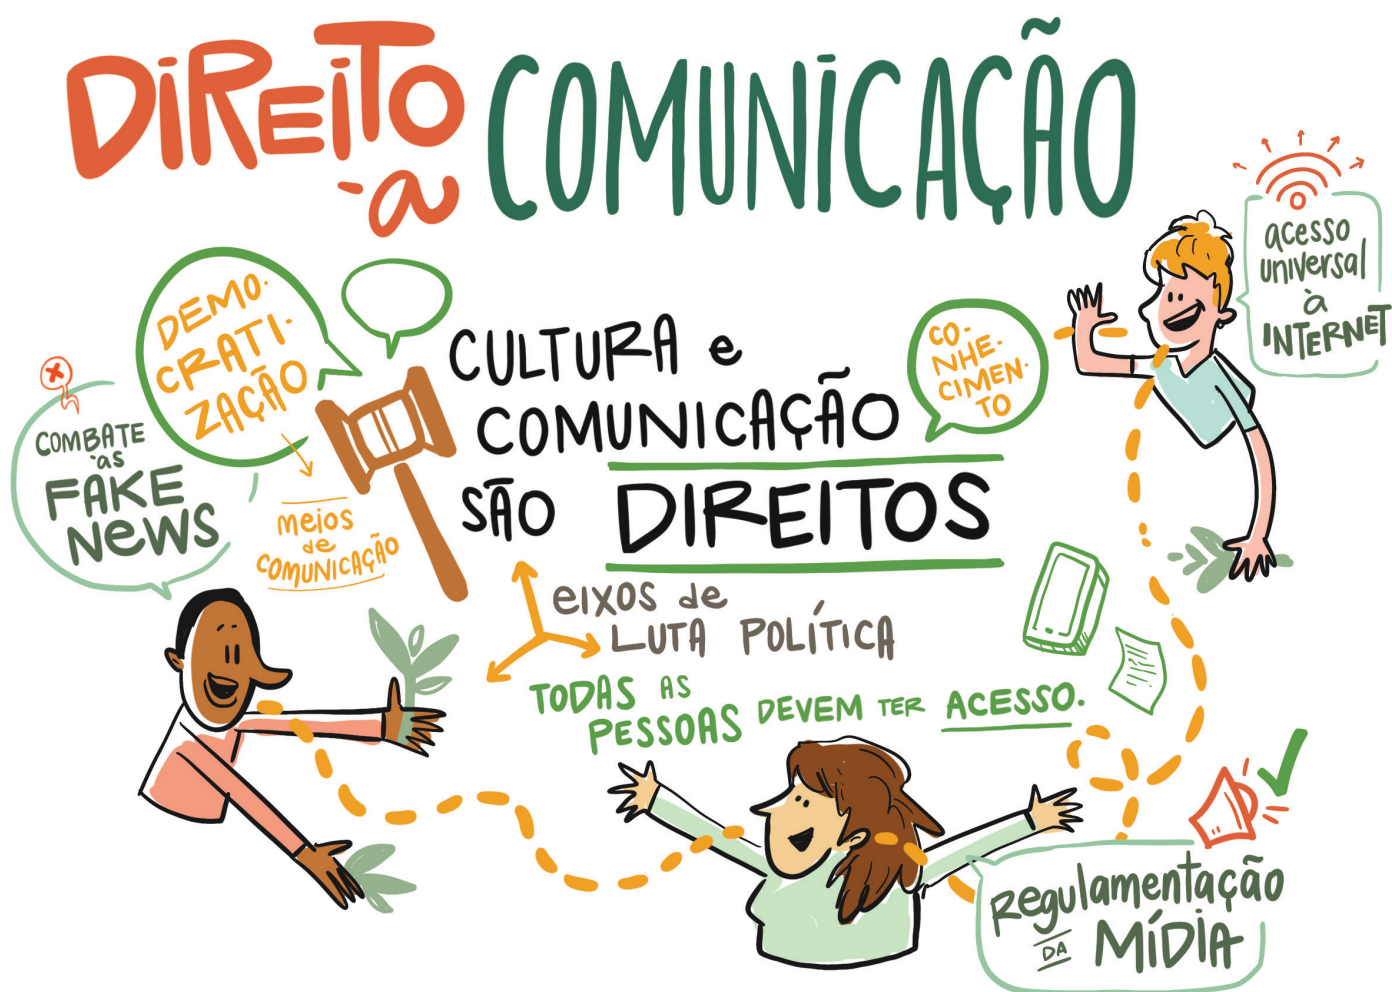 DIREITO
à COMUNICAÇÃO
acesso
universal
à
INTERNET
DEMO-
CRATI-
ZAÇÃO
meios
de
COMUNICAÇÃO
COMBATE
às
FAKE
NEWS
CULTURA e
COMUNICAÇÃO
SÃO DIREITOS
CO-
NHE-
CIMEN-
TO
eixos de
LUTA POLÍTICA
TODAS AS
PESSOAS DEVEM TER ACESSO.
Regulamentação
DA MÍDIA